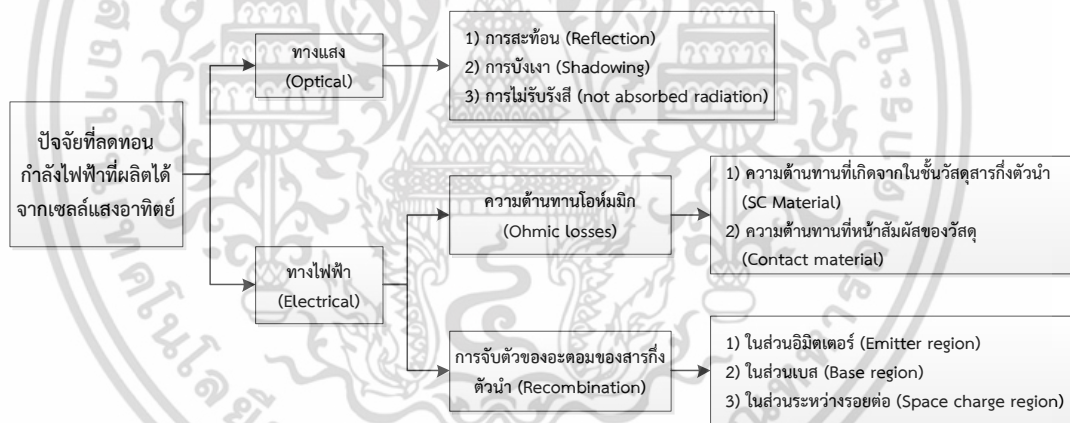 ปัจจัยที่ลดทอน
กำลังไฟฟ้าที่ผลิตได้
จากเซลล์แสงอาทิตย์
ทางแสง
(Optical)
1) การสะท้อน (Reflection)
2) การบังเงา (Shadowing)
3) การไม่รับรังสี (not absorbed radiation)
ทางไฟฟ้า
(Electrical)
ความต้านทานโอห์มมิก
(Ohmic losses)
1) ความต้านทานที่เกิดจากในชั้นวัสดุสารกึ่งตัวนำ
(SC Material)
2) ความต้านทานที่หน้าสัมผัสของวัสดุ
(Contact material)
การจับตัวของอะตอมของสารกึ่ง
ตัวนำ (Recombination)
1) ในส่วนอิมิตเตอร์ (Emitter region)
2) ในส่วนเบส (Base region)
3) ในส่วนระหว่างรอยต่อ (Space charge region)